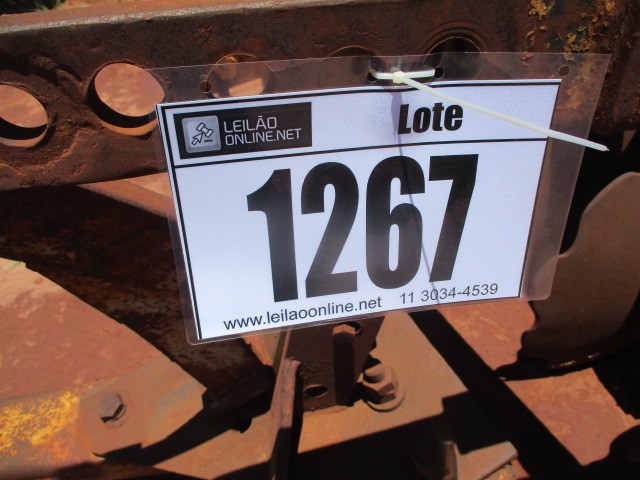 LEILÃO
ONLINE.NET
Lote
1267
www.leilaoonline.net 11 3034-4539